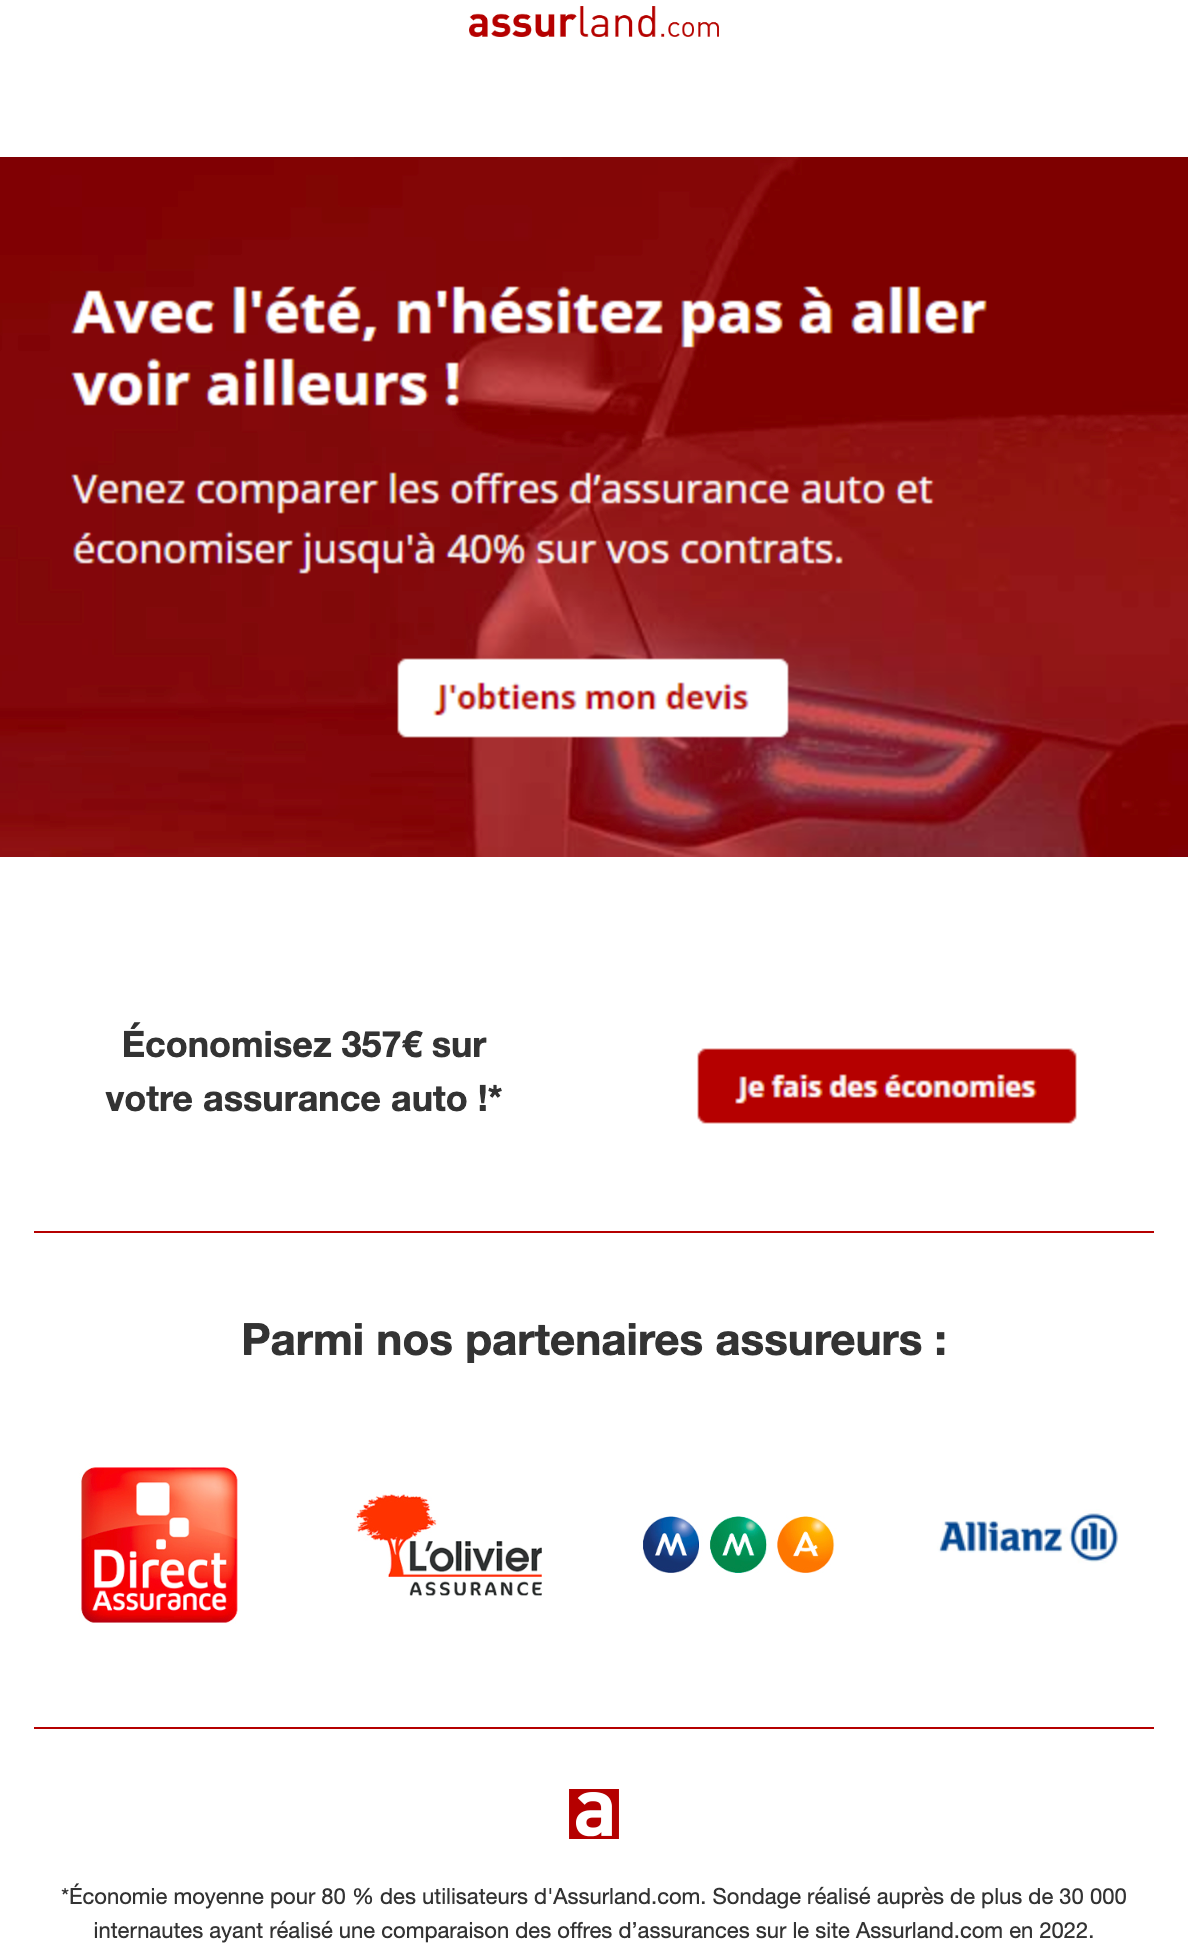 assurland.com
Avec l'été, n'hésitez pas à aller
voir ailleurs !
Venez comparer les offres d’assurance auto et
économiser jusqu'à 40% sur vos contrats.
J'obtiens mon devis
Économisez 357€ sur
votre assurance auto !*
Je fais des économies
Parmi nos partenaires assureurs :
Direct
Assurance
L'olivier
ASSURANCE
MMA
Allianz
a
*Économie moyenne pour 80 % des utilisateurs d'Assurland.com. Sondage réalisé auprès de plus de 30 000
internautes ayant réalisé une comparaison des offres d’assurances sur le site Assurland.com en 2022.